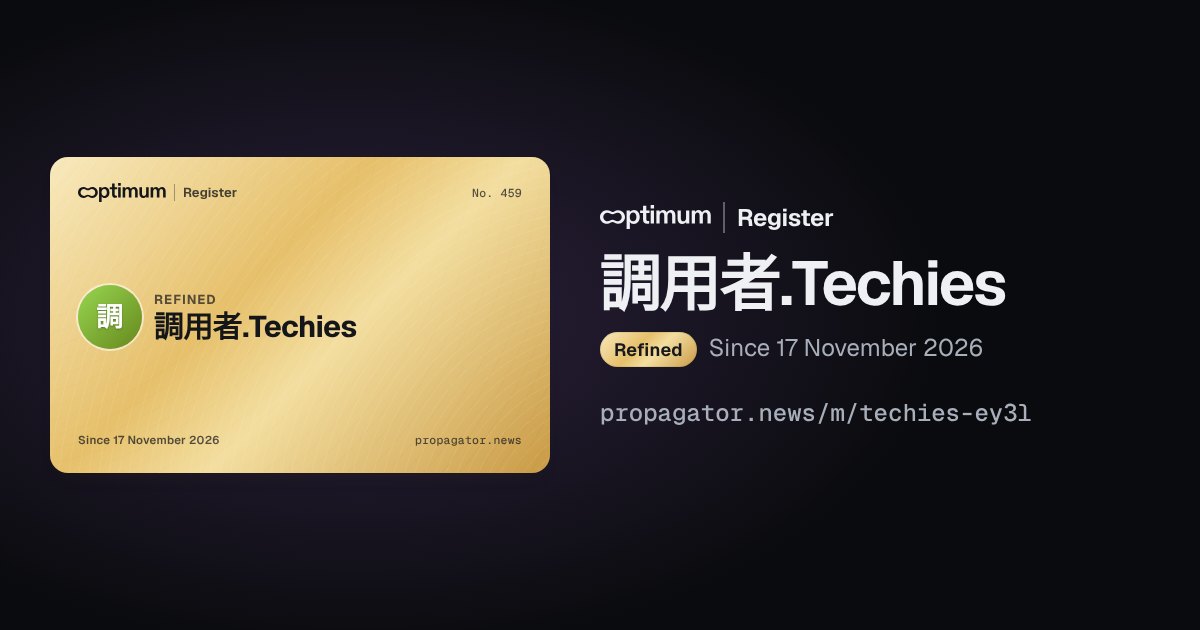 optimum | Register
No. 459
調
REFINED
調用者.Techies
Since 17 November 2026
propagator.news
optimum | Register
調用者.Techies
Refined Since 17 November 2026
propagator.news/m/techies-ey3l